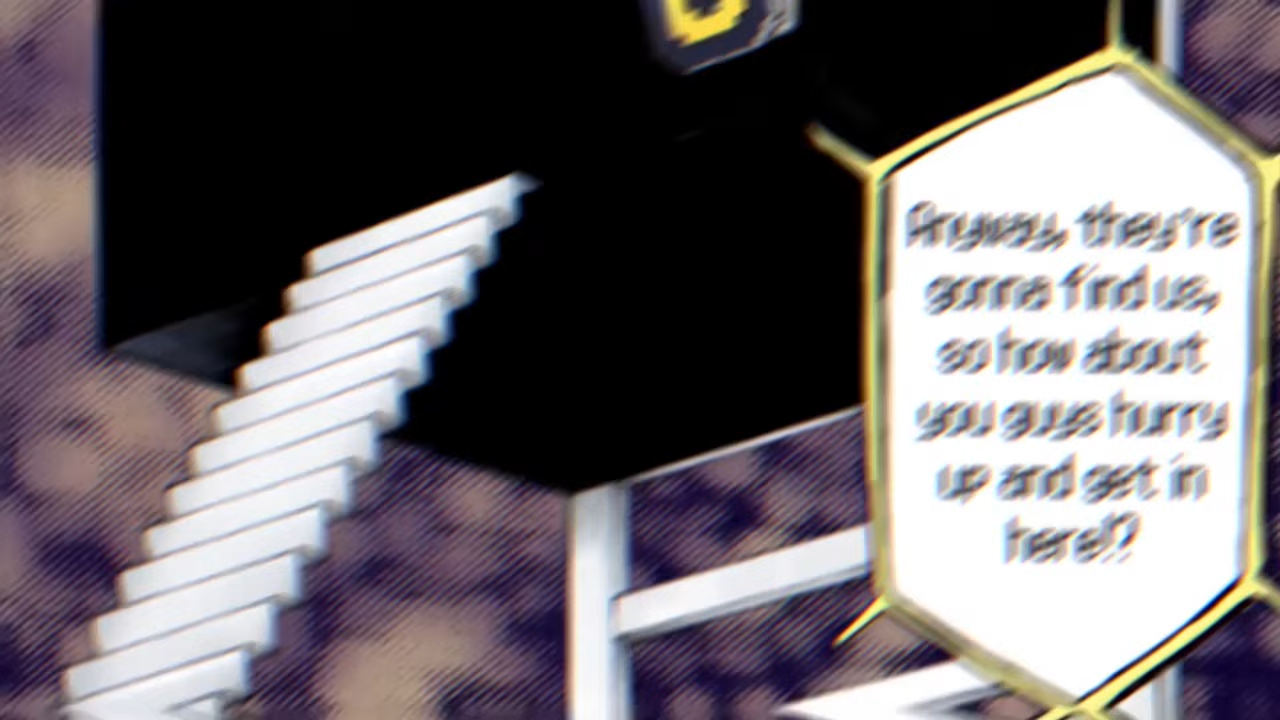 Anyway, they're
gonna find us,
so how about
you guys hurry
up and get in
here!?